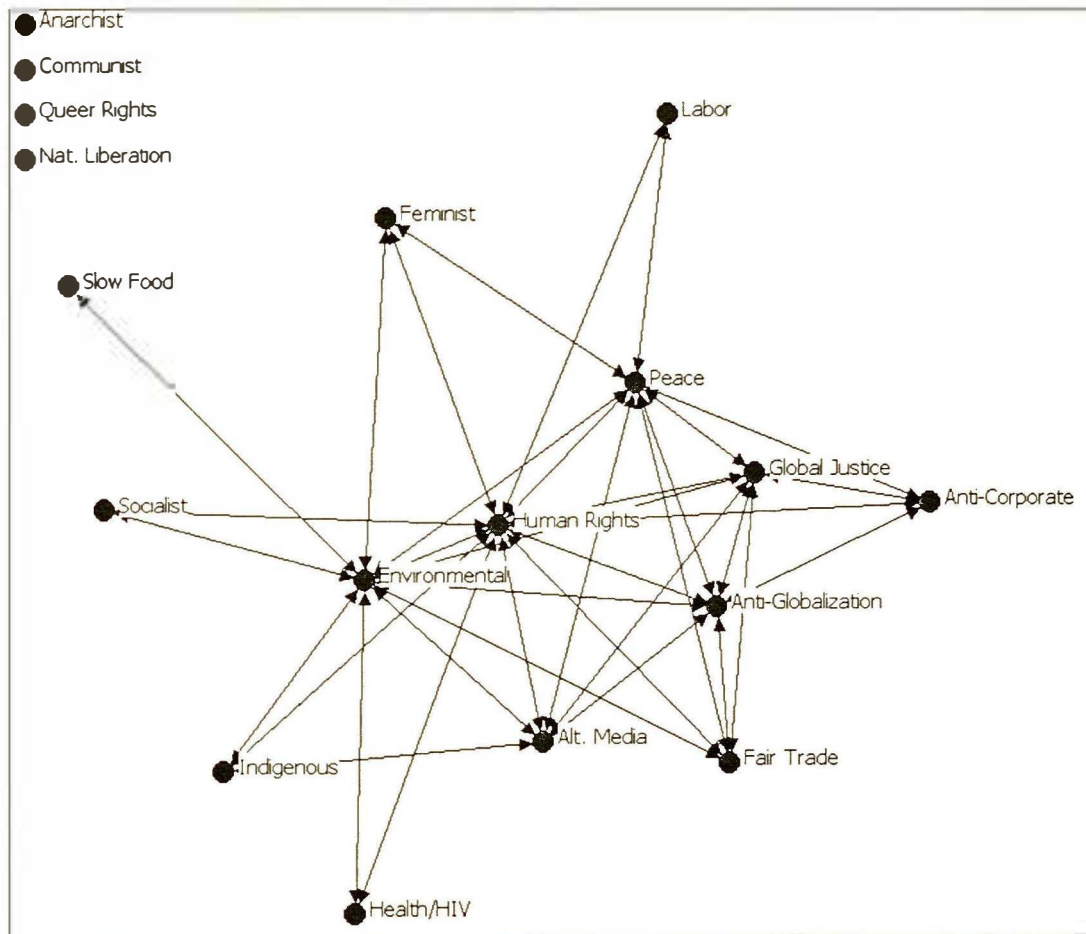 Anarchist
Communist
Queer Rights
Nat. Liberation
Labor
Feminist
Slow Food
Peace
Global Justice
Anti-Corporate
Socialist
Human Rights
Environmental
Anti-Globalization
Alt. Media
Fair Trade
Indigenous
Health/HIV